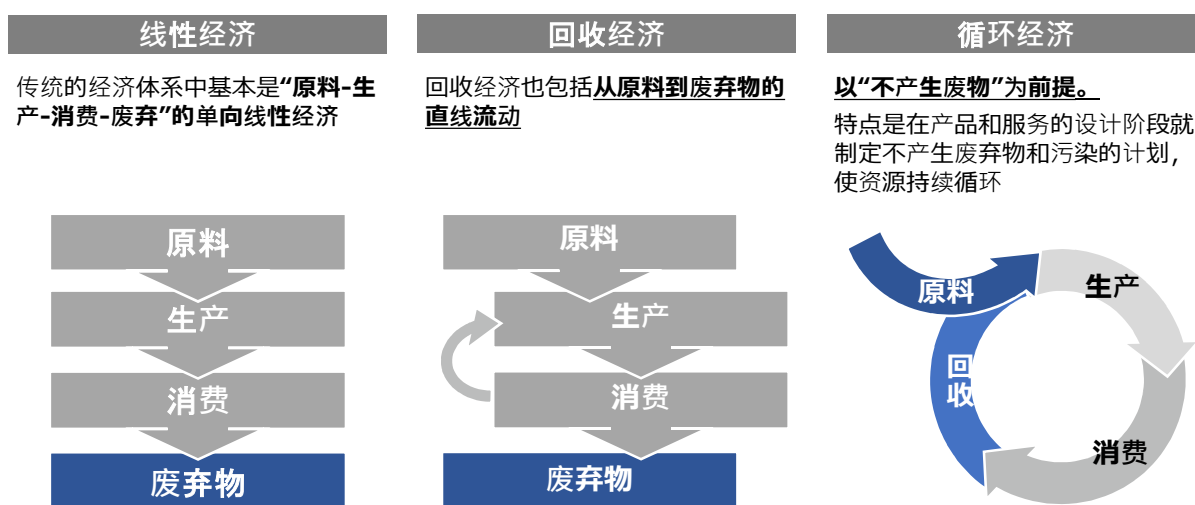 线性经济
传统的经济体系中基本是“原料-生
产-消费-废弃”的单向线性经济
原料
生产
消费
废弃物
回收经济
回收经济也包括从原料到废弃物的
直线流动
原料
生产
消费
废弃物
循环经济
以“不产生废物”为前提。
特点是在产品和服务的设计阶段就
制定不产生废弃物和污染的计划，
使资源持续循环
原料
生产
回
收
消费